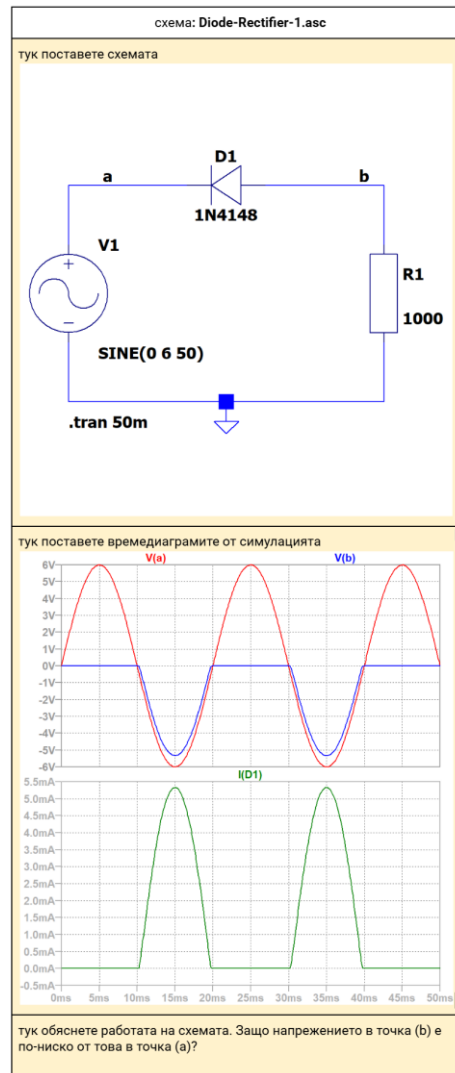 схема: Diode-Rectifier-1.asc
тук поставете схемата
D1
a
b
1N4148
V1
R1
1000
SINE(0 6 50)
.tran 50m
тук поставете времедиаграмите от симулацията
V(a)
V(b)
6V
5V
4V
3V
2V
1V
0V
-1V
-2V
-3V
-4V
-5V
-6V
I(D1)
5.5mA
5.0mA
4.5mA
4.0mA
3.5mA
3.0mA
2.5mA
2.0mA
1.5mA
1.0mA
0.5mA
0.0mA
-0.5mA
0ms 5ms 10ms 15ms 20ms 25ms 30ms 35ms 40ms 45ms 50ms
тук обяснете работата на схемата. Защо напрежението в точка (b) е
по-ниско от това в точка (a)?